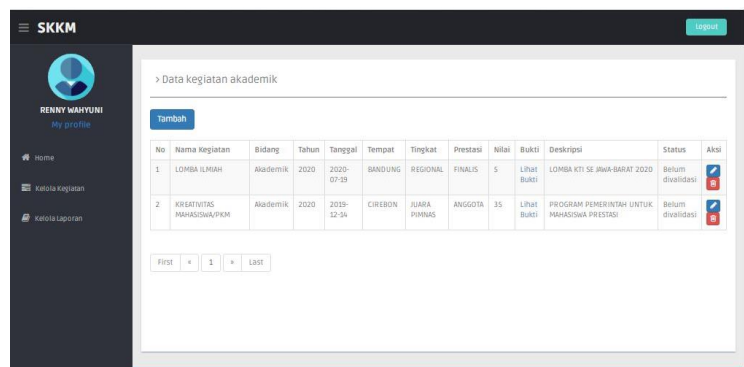 SKKM
Logout
RENNY WAHYUNI
My profile
Home
Kelola Kegiatan
Kelola Laporan
> Data kegiatan akademik
Tambah
No Nama Kegiatan Bidang Tahun Tanggal Tempat Tingkat Prestasi Nilai Bukti Deskripsi Status Aksi
1 LOMBA ILMIAH Akademik 2020 2020- BANDUNG REGIONAL FINALIS 5 Lihat LOMBA KTI SE JAWA-BARAT 2020 Belum
07-19 Bukti divalidasi
2 KREATIVITAS Akademik 2020 2019- CIREBON JUARA ANGGOTA 35 Lihat PROGRAM PEMERINTAH UNTUK Belum
MAHASISWA/PKM 12-14 PIMNAS Bukti MAHASISWA PRESTASI divalidasi
First « 1 » Last